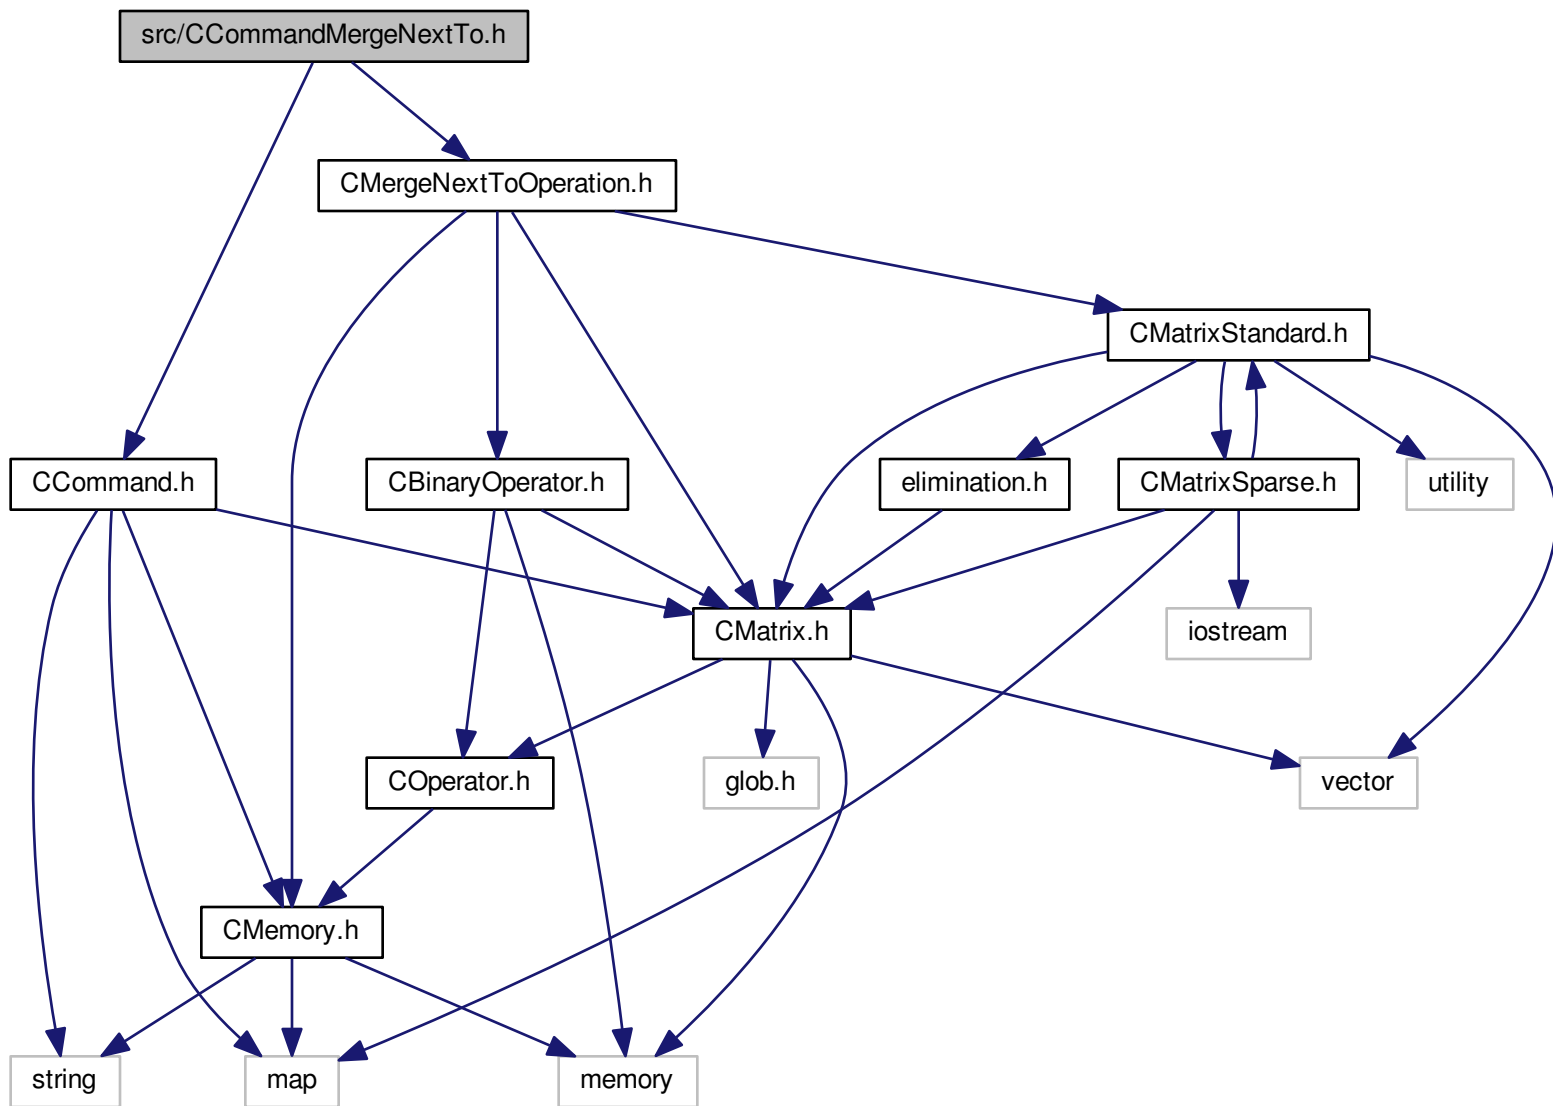 src/CCommandMergeNextTo.h
CMergeNextToOperation.h
CMatrixStandard.h
CCommand.h
CBinaryOperator.h
elimination.h
CMatrixSparse.h
utility
CMatrix.h
iostream
COperator.h
glob.h
vector
CMemory.h
string
map
memory